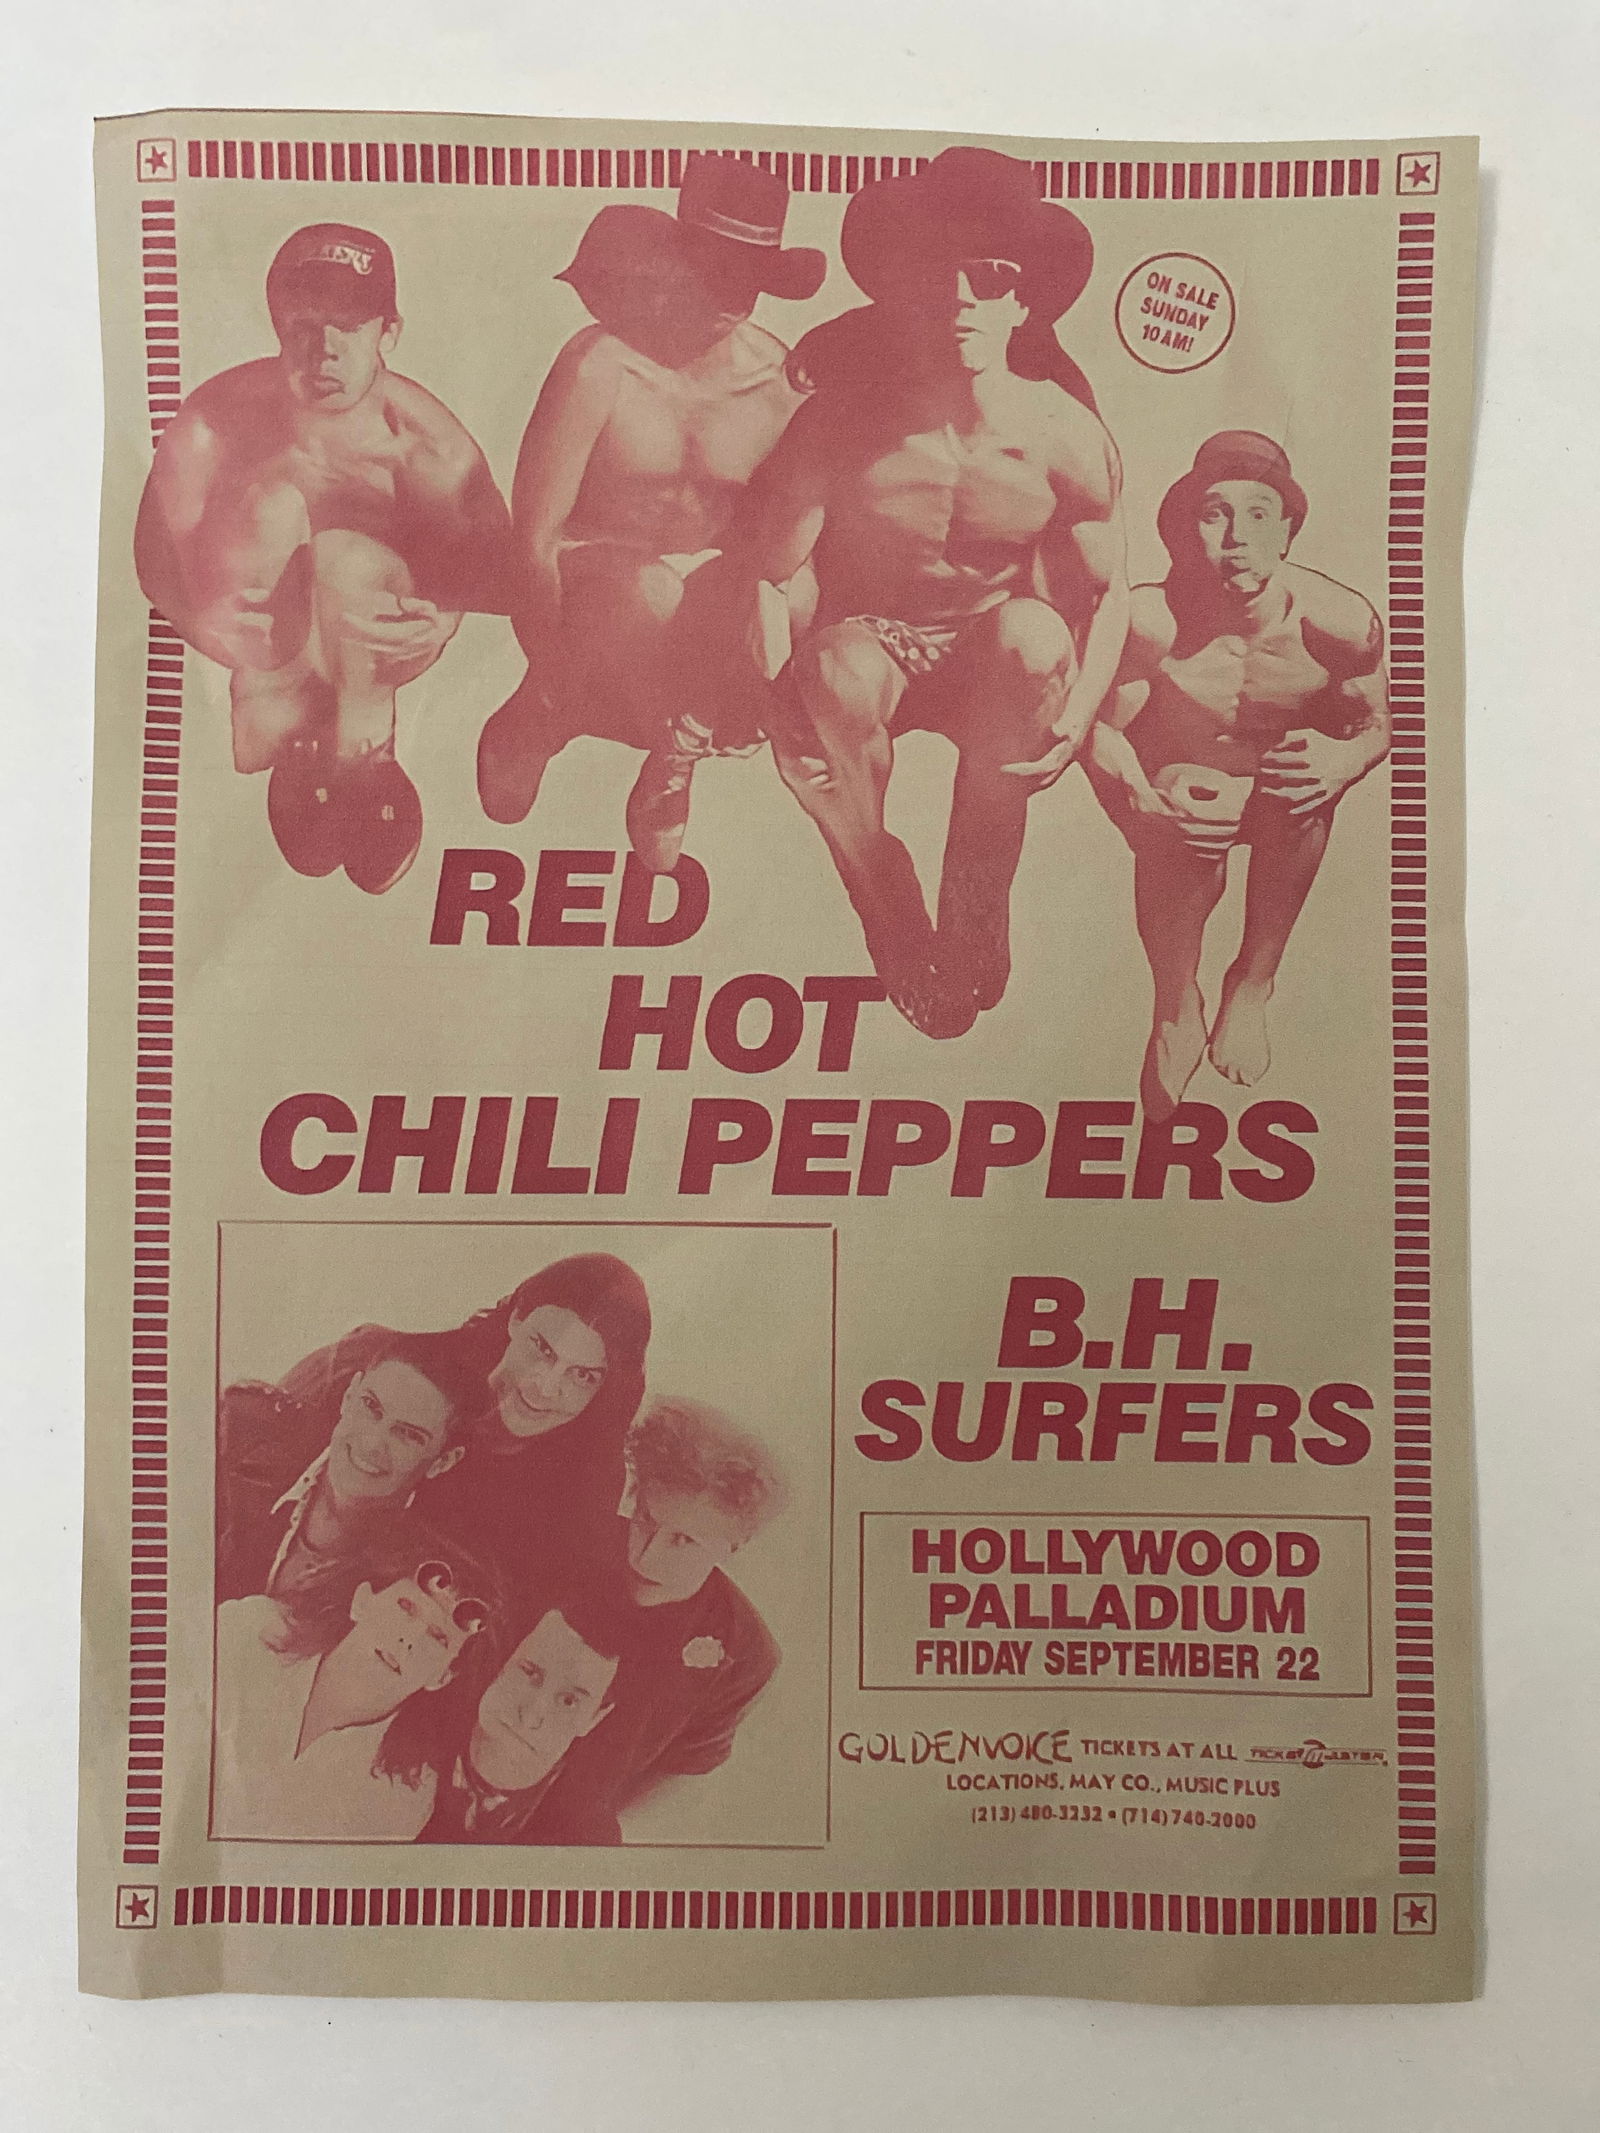 ON SALE
SUNDAY
10 AM!
RED
HOT
CHILI PEPPERS
B.H.
SURFERS
HOLLYWOOD
PALLADIUM
FRIDAY SEPTEMBER 22
GOLDENVOICE TICKETS AT ALL TICKETMASTER
LOCATIONS, MAY CO., MUSIC PLUS
(213) 480-3232 • (714) 740-2000